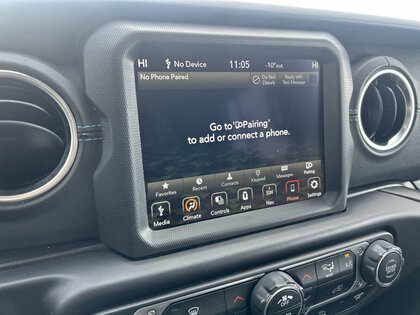 HI No Device 11:05 -10°out. HI
No Phone Paired Do Not Disturb Reply with Text Message
Go to 'Pairing'
to add or connect a phone.
Favorites Recent Contacts Keypad Messages Pairing
Media Climate Controls Apps SW Nav Phone Settings